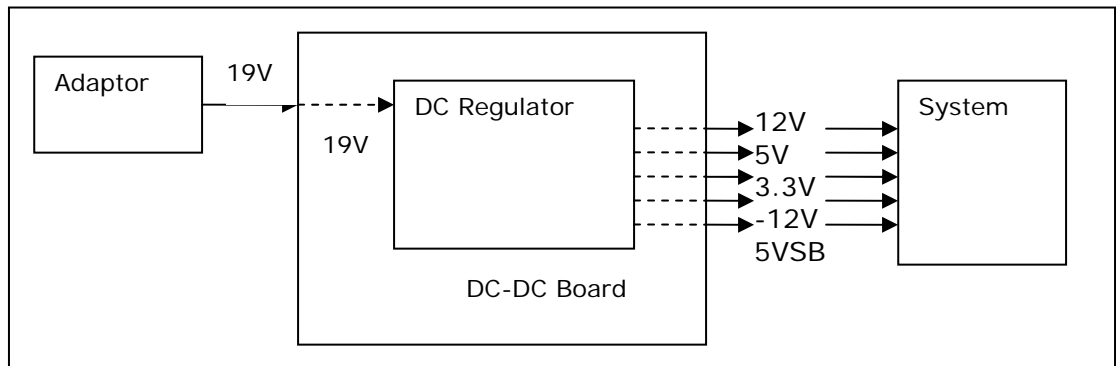 Adaptor
19V
19V
DC Regulator
DC-DC Board
12V
5V
3.3V
-12V
5VSB
System